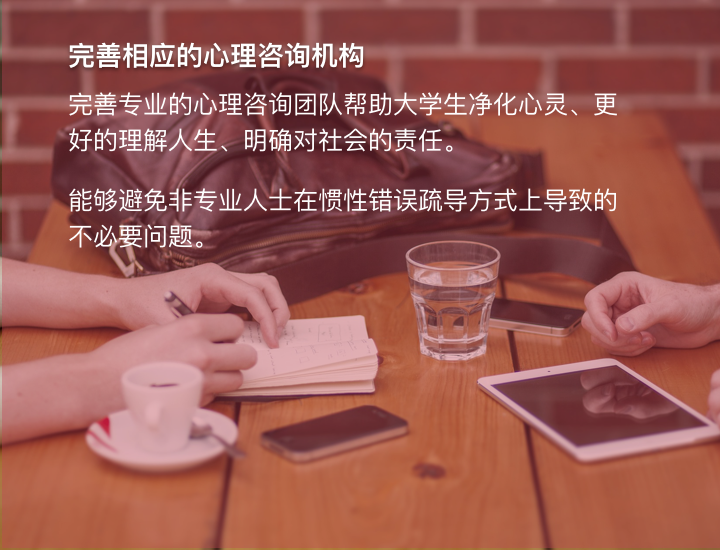 完善相应的心理咨询机构
完善专业的心理咨询团队帮助大学生净化心灵、更
好的理解人生、明确对社会的责任。
能够避免非专业人士在惯性错误疏导方式上导致的
不必要问题。